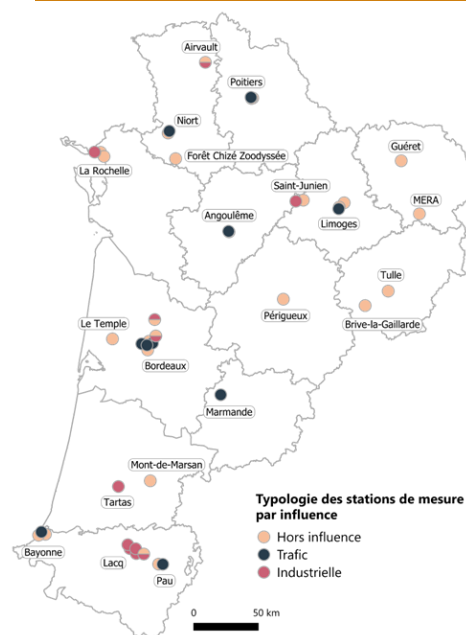 Airvault
Poitiers
Niort
Forêt Chizé Zoodyssée
La Rochelle
Guéret
Saint-Junien
MERA
Angoulême
Limoges
Tulle
Périgueux
Brive-la-Gaillarde
Le Temple
Bordeaux
Marmande
Mont-de-Marsan
Tartas
Typologie des stations de mesure
par influence
Hors influence
Trafic
Industrielle
Bayonne
Lacq
Pau
0
50 km